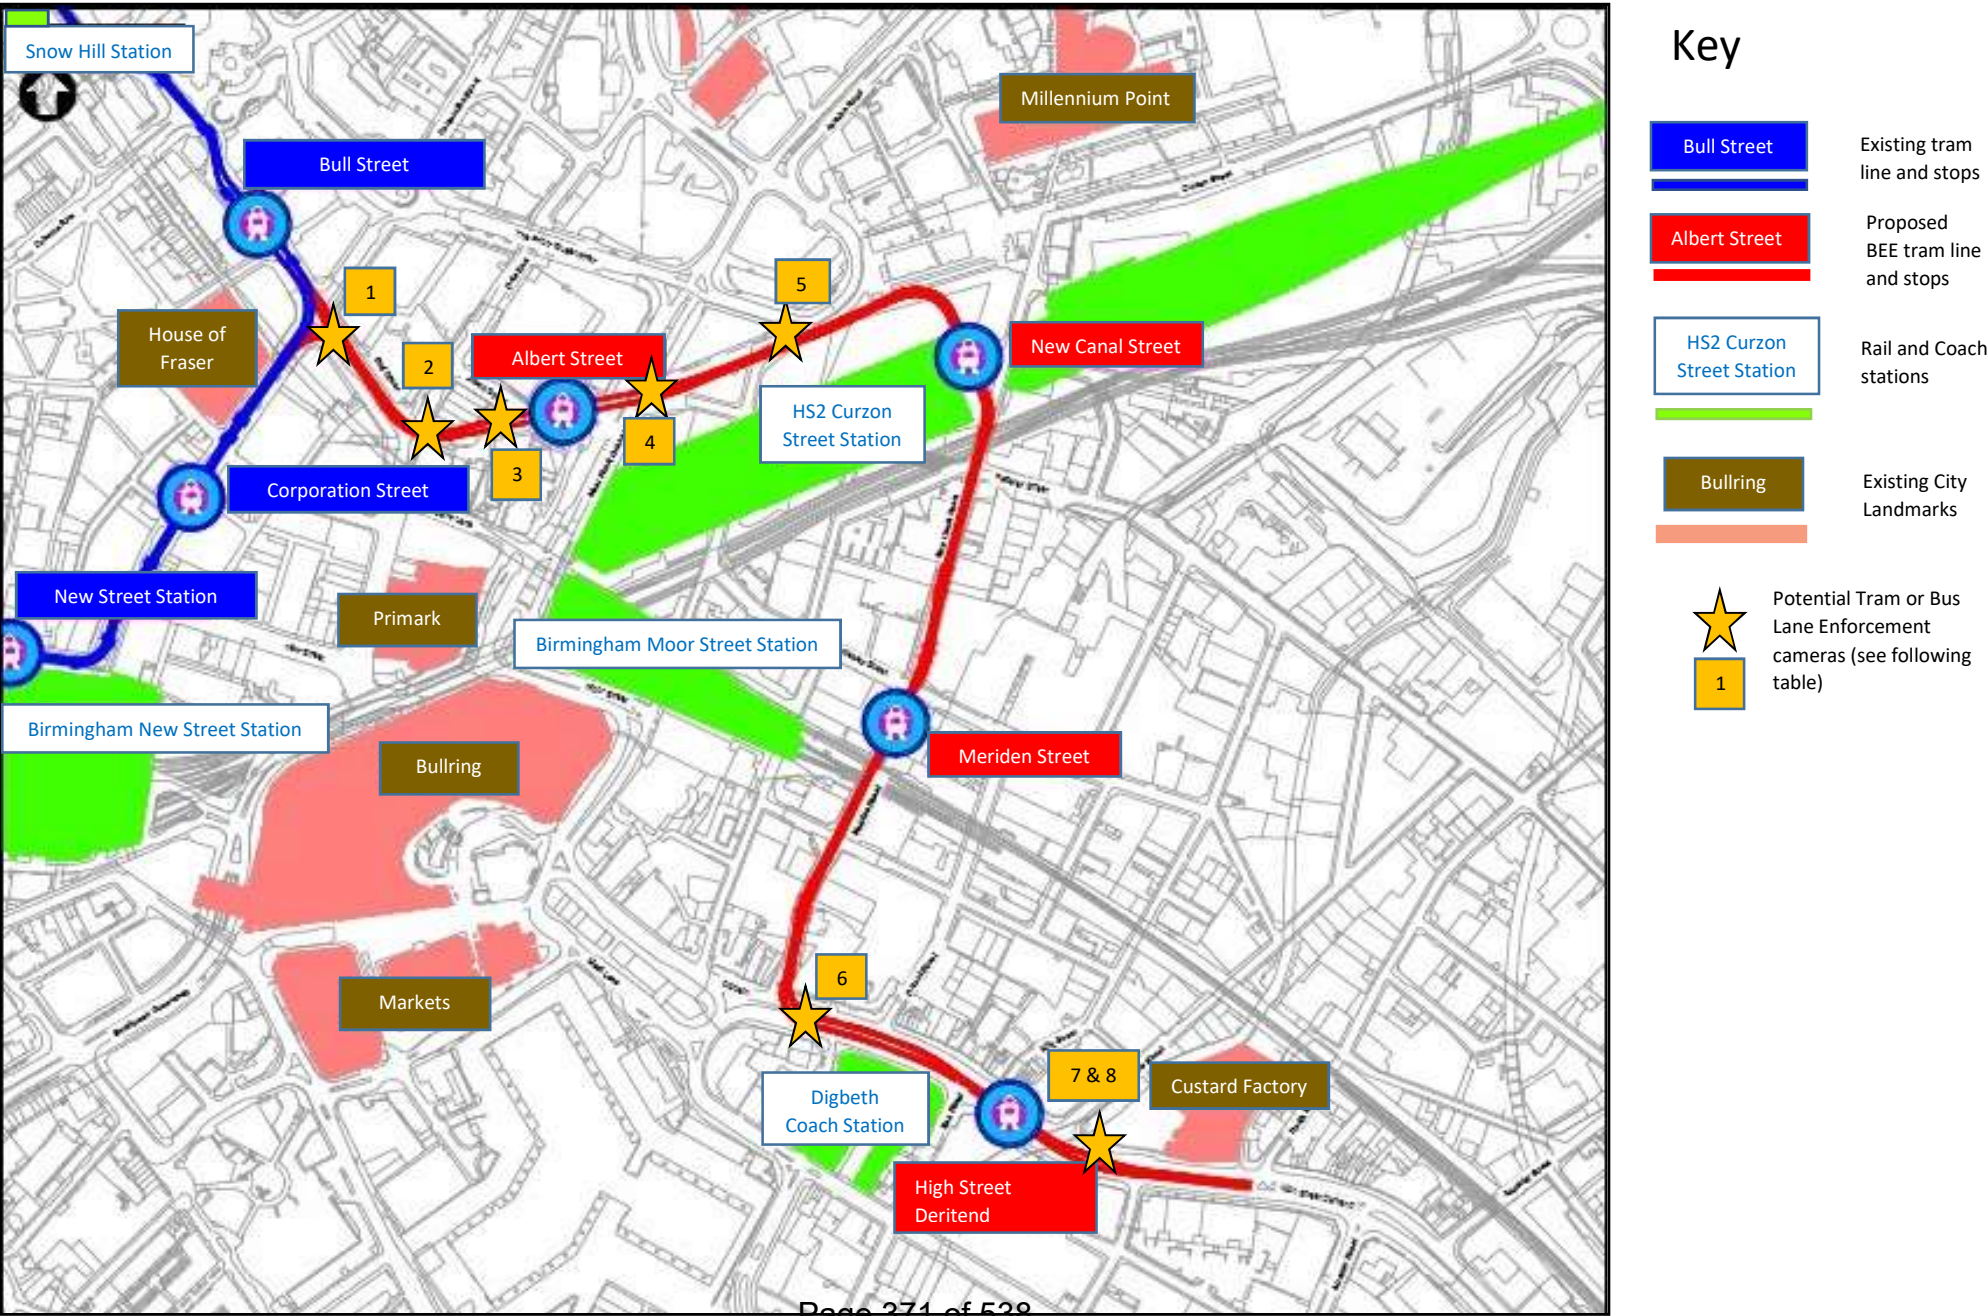 Snow Hill Station
Millennium Point
Bull Street
1
5
House of
Fraser
2
Albert Street
New Canal Street
HS2 Curzon
Street Station
4
3
Corporation Street
New Street Station
Primark
Birmingham Moor Street Station
Birmingham New Street Station
Bullring
Meriden Street
6
Markets
7 & 8
Custard Factory
Digbeth
Coach Station
High Street
Deritend
Page 371 of 538
Key
Bull Street
Existing tram
line and stops
Albert Street
Proposed
BEE tram line
and stops
HS2 Curzon
Street Station
Rail and Coach
stations
Bullring
Existing City
Landmarks
Potential Tram or Bus
Lane Enforcement
cameras (see following
table)
1